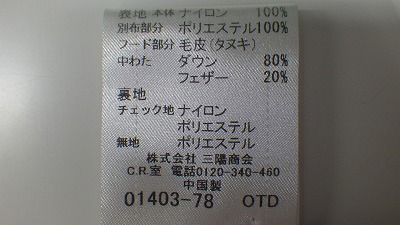 裏地 本体 ナイロン 100%
別布部分 ポリエステル100%
フード部分 毛皮(タヌキ)
中わた ダウン 80%
フェザー 20%
裏地
チェック地 ナイロン
ポリエステル
無地 ポリエステル
株式会社 三陽商会
C.R.室 電話0120-340-460
中国製
01403-78 OTD